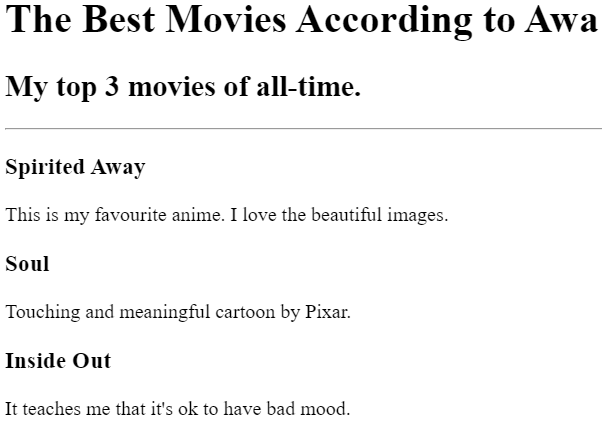 The Best Movies According to Awa
My top 3 movies of all-time.
Spirited Away
This is my favourite anime. I love the beautiful images.
Soul
Touching and meaningful cartoon by Pixar.
Inside Out
It teaches me that it's ok to have bad mood.